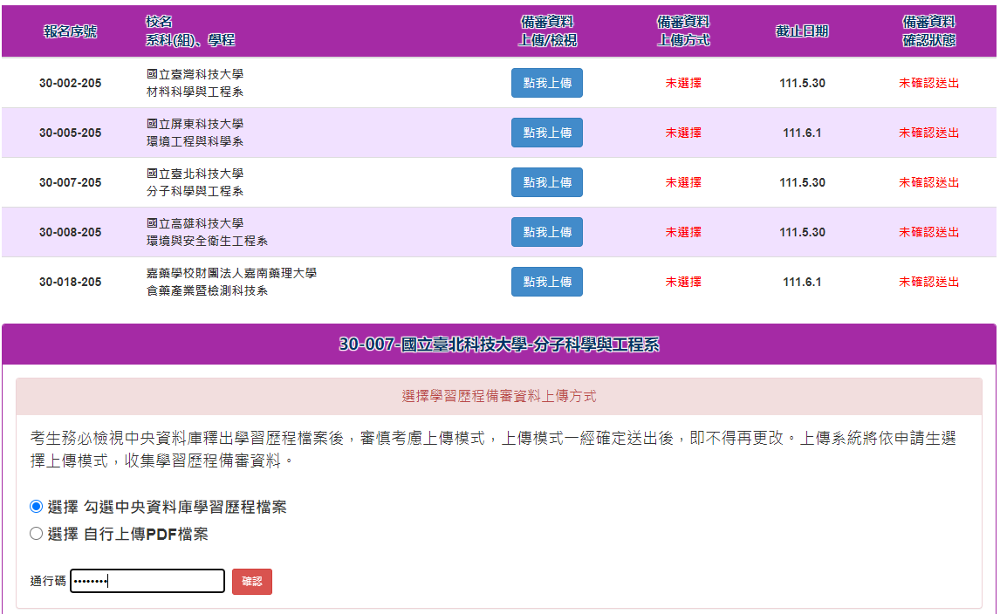 報名序號 校名 系科(組)、學程 備審資料 上傳/檢視 備審資料 上傳方式 截止日期 備審資料 確認狀態
30-002-205 國立臺灣科技大學 材料科學與工程系 點我上傳 未選擇 111.5.30 未確認送出
30-005-205 國立屏東科技大學 環境工程與科學系 點我上傳 未選擇 111.6.1 未確認送出
30-007-205 國立臺北科技大學 分子科學與工程系 點我上傳 未選擇 111.5.30 未確認送出
30-008-205 國立高雄科技大學 環境與安全衛生工程系 點我上傳 未選擇 111.5.30 未確認送出
30-018-205 嘉藥學校財團法人嘉南藥理大學 食藥產業暨檢測科技系 點我上傳 未選擇 111.6.1 未確認送出
30-007-國立臺北科技大學-分子科學與工程系
選擇學習歷程備審資料上傳方式
考生務必檢視中央資料庫釋出學習歷程檔案後，審慎考慮上傳模式，上傳模式一經確定送出後，即不得再更改。上傳系統將依申請生選
擇上傳模式，收集學習歷程備審資料。
選擇 勾選中央資料庫學習歷程檔案
選擇 自行上傳PDF檔案
通行碼 •••••••• 確認